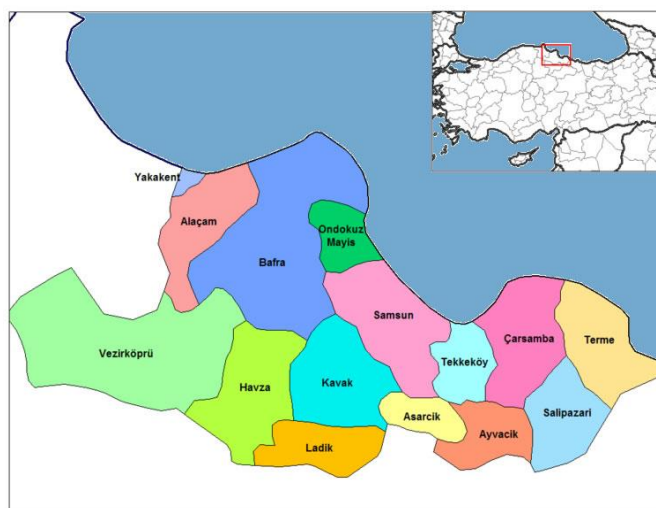 Yakakent
Alaçam
Bafra
Ondokuz
Mayis
Vezirköprü
Samsun
Çarsamba
Terme
Tekkeköy
Havza
Kavak
Asarcik
Salipazari
Ayvacik
Ladik